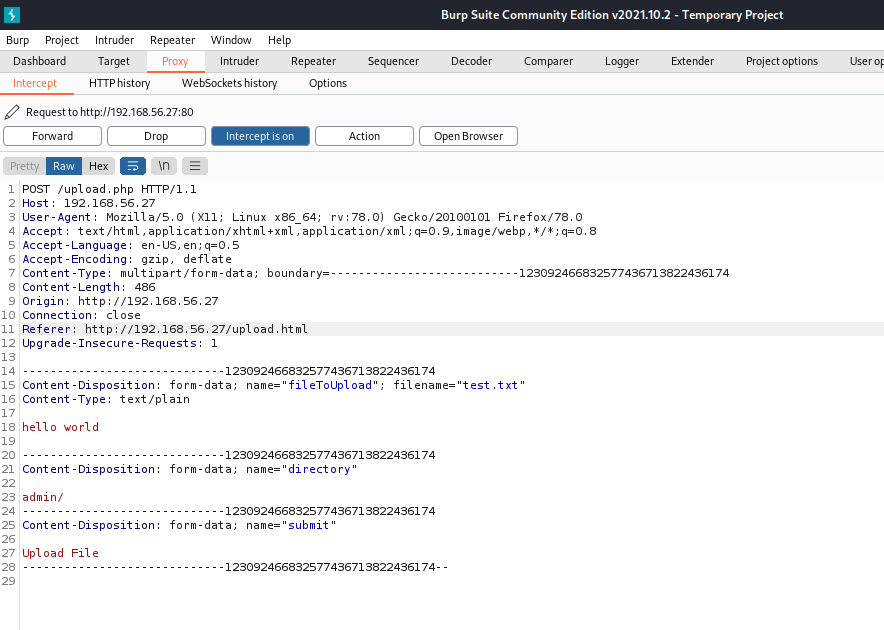 Burp Suite Community Edition v2021.10.2 - Temporary Project
Burp Project Intruder Repeater Window Help
Dashboard Target Proxy Intruder Repeater Sequencer Decoder Comparer Logger Extender Project options User op
Intercept HTTP history WebSockets history Options
Request to http://192.168.56.27:80
Forward Drop Intercept is on Action Open Browser
Pretty Raw Hex \n
1 POST /upload.php HTTP/1.1
2 Host: 192.168.56.27
3 User-Agent: Mozilla/5.0 (X11; Linux x86_64; rv:78.0) Gecko/20100101 Firefox/78.0
4 Accept: text/html,application/xhtml+xml,application/xml;q=0.9,image/webp,*/*;q=0.8
5 Accept-Language: en-US,en;q=0.5
6 Accept-Encoding: gzip, deflate
7 Content-Type: multipart/form-data; boundary=---------------------------123092466832577436713822436174
8 Content-Length: 486
9 Origin: http://192.168.56.27
10 Connection: close
11 Referer: http://192.168.56.27/upload.html
12 Upgrade-Insecure-Requests: 1
13
14 -----------------------------123092466832577436713822436174
15 Content-Disposition: form-data; name="fileToUpload"; filename="test.txt"
16 Content-Type: text/plain
17
18 hello world
19
20 -----------------------------123092466832577436713822436174
21 Content-Disposition: form-data; name="directory"
22
23 admin/
24 -----------------------------123092466832577436713822436174
25 Content-Disposition: form-data; name="submit"
26
27 Upload File
28 -----------------------------123092466832577436713822436174--
29